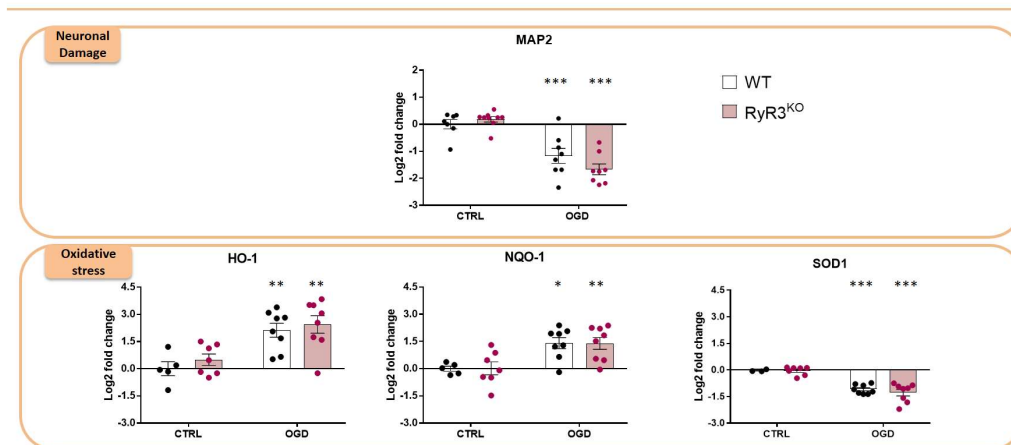 Neuronal
Damage
MAP2
*** ***
WT
RyR3KO
Log2 fold change
2
1
0
-1
-2
-3
CTRL OGD
Oxidative
stress
HO-1
** **
Log2 fold change
4.5
3.0
1.5
0.0
-1.5
-3.0
CTRL OGD
NQO-1
* **
Log2 fold change
4.5
3.0
1.5
0.0
-1.5
-3.0
CTRL OGD
SOD1
*** ***
Log2 fold change
4.5
3.0
1.5
0.0
-1.5
-3.0
CTRL OGD